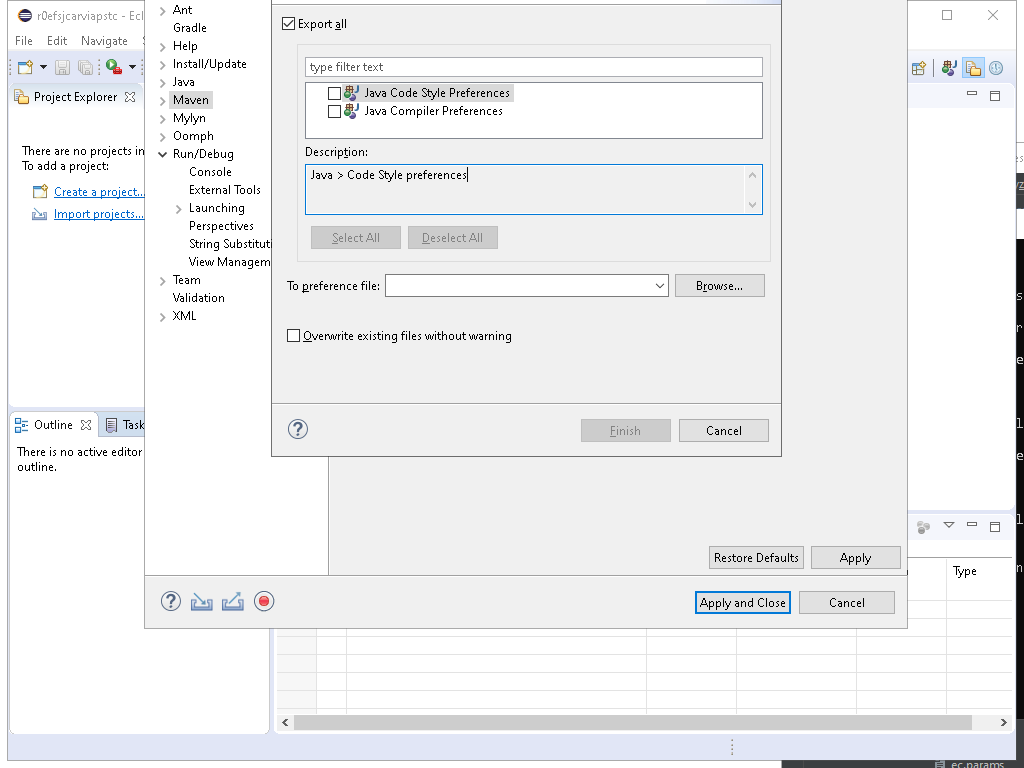 r0efsjcarviapstc - Ecl
File Edit Navigate
Project Explorer
There are no projects in
To add a project:
Create a project...
Import projects...
Outline
Task
There is no active editor
outline.
Ant
Gradle
Help
Install/Update
Java
Maven
Mylyn
Oomph
Run/Debug
Console
External Tools
Launching
Perspectives
String Substituti
View Managem
Team
Validation
XML
Export all
type filter text
Java Code Style Preferences
Java Compiler Preferences
Description:
Java > Code Style preferences
Select All Deselect All
To preference file: Browse...
Overwrite existing files without warning
Finish Cancel
Restore Defaults Apply
Apply and Close Cancel
Type
ec.params